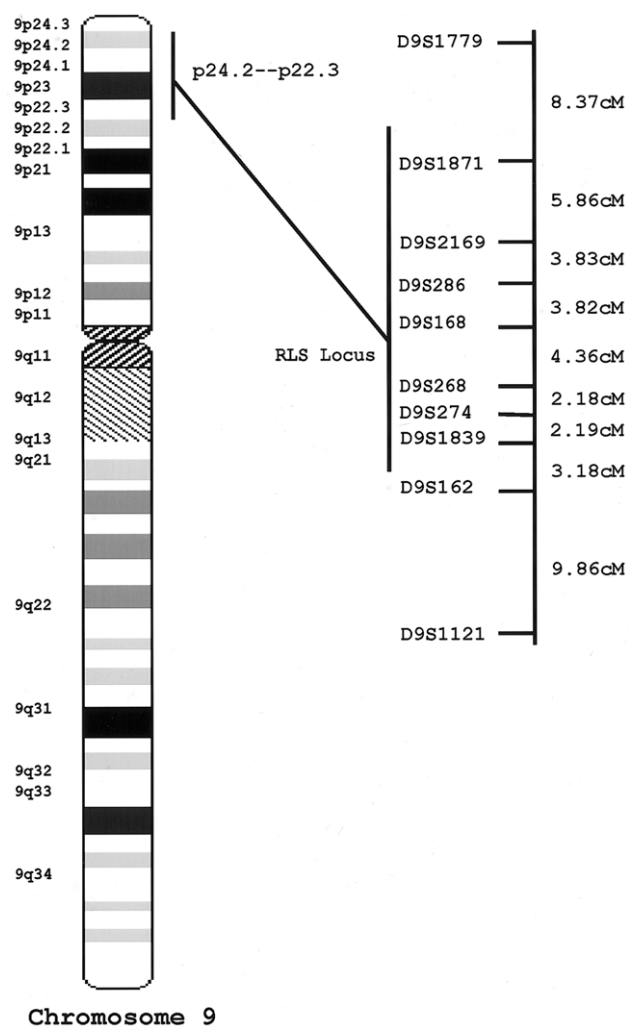 9p24.3
9p24.2
9p24.1
9p23
9p22.3
9p22.2
9p22.1
9p21
9p13
9p12
9p11
9q11
9q12
9q13
9q21
9q22
9q31
9q32
9q33
9q34
p24.2--p22.3
RLS Locus
D9S1779
D9S1871
D9S2169
D9S286
D9S168
D9S268
D9S274
D9S1839
D9S162
D9S1121
8.37cM
5.86cM
3.83cM
3.82cM
4.36cM
2.18cM
2.19cM
3.18cM
9.86cM
Chromosome 9